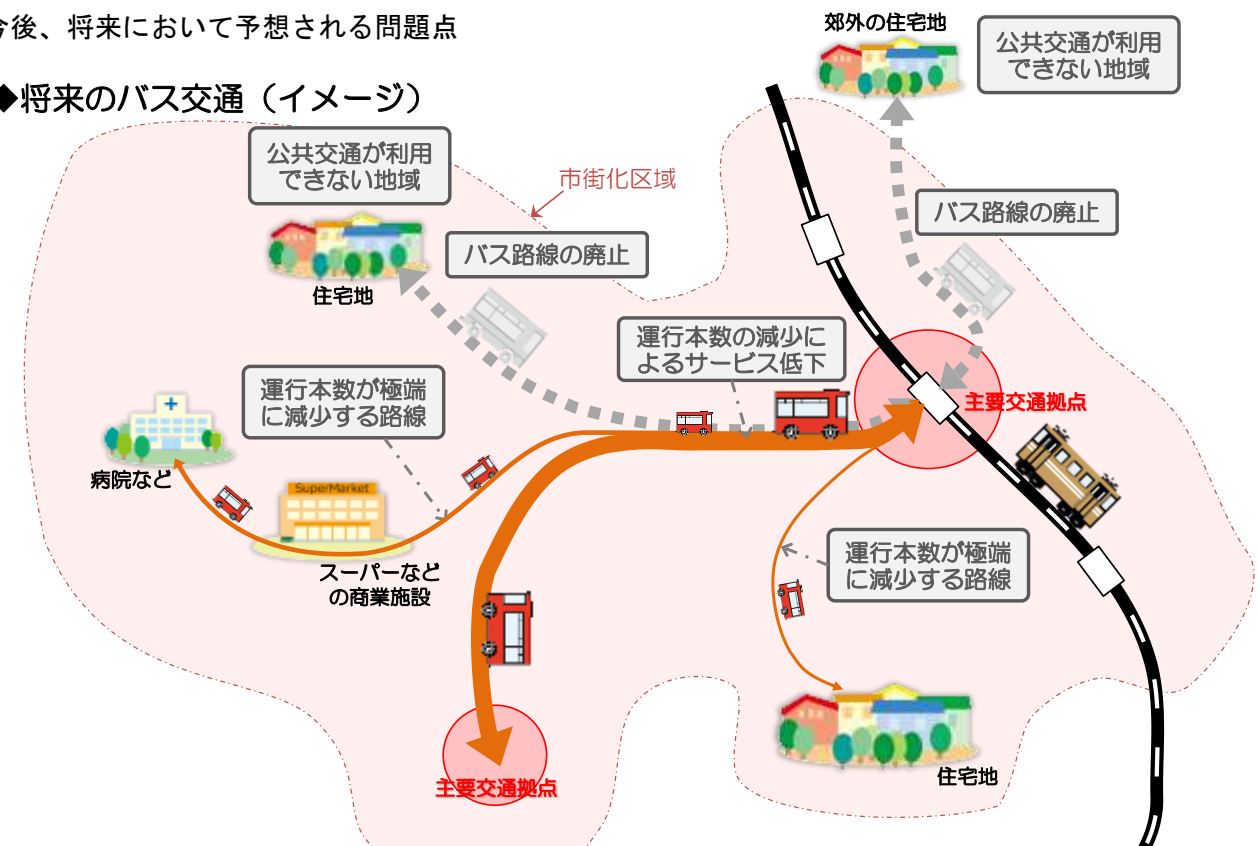 今後、将来において予想される問題点
◆将来のバス交通（イメージ）
郊外の住宅地
公共交通が利用
できない地域
公共交通が利用
できない地域
市街化区域
バス路線の廃止
バス路線の廃止
住宅地
運行本数の減少に
よるサービス低下
運行本数が極端
に減少する路線
主要交通拠点
病院など
SuperMarket
スーパーなど
の商業施設
運行本数が極端
に減少する路線
住宅地
主要交通拠点